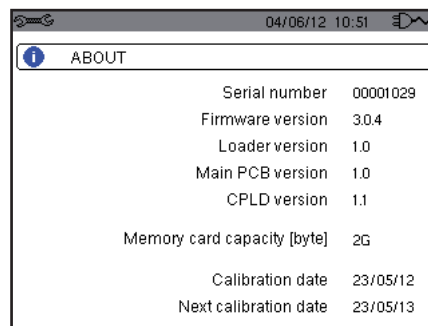 04/06/12 10:51
ABOUT
Serial number 00001029
Firmware version 3.0.4
Loader version 1.0
Main PCB version 1.0
CPLD version 1.1
Memory card capacity [byte] 2G
Calibration date 23/05/12
Next calibration date 23/05/13